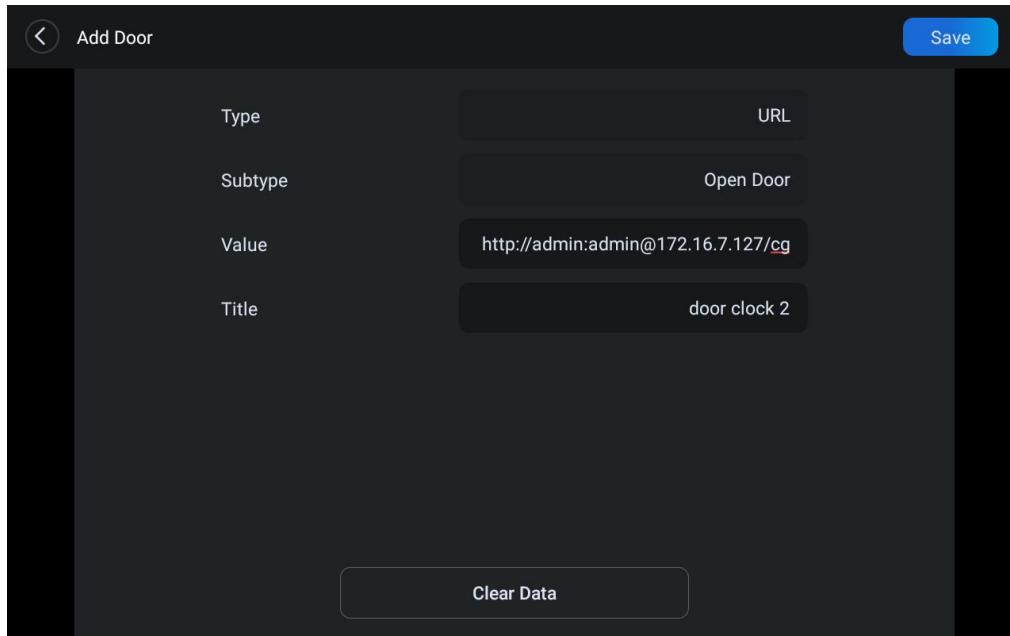 Add Door
Save
Type
URL
Subtype
Open Door
Value
http://admin:admin@172.16.7.127/cg
Title
door clock 2
Clear Data